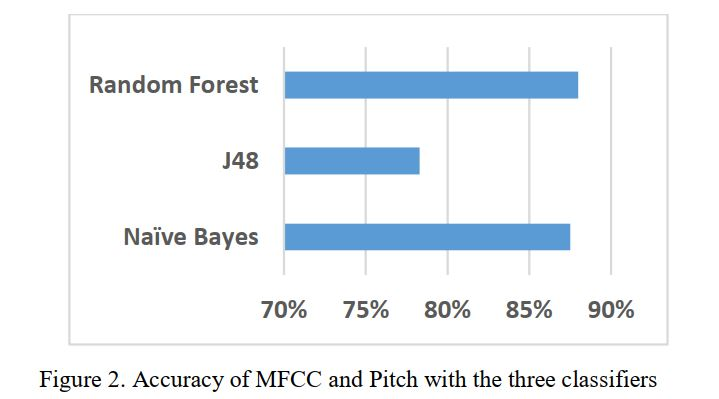 Random Forest
J48
Naïve Bayes
70% 75% 80% 85% 90%
Figure 2. Accuracy of MFCC and Pitch with the three classifiers